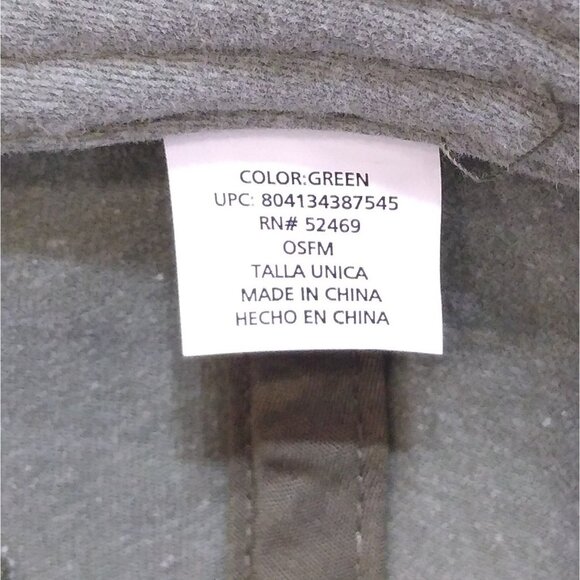 COLOR:GREEN
UPC: 804134387545
RN# 52469
OSFM
TALLA UNICA
MADE IN CHINA
HECHO EN CHINA